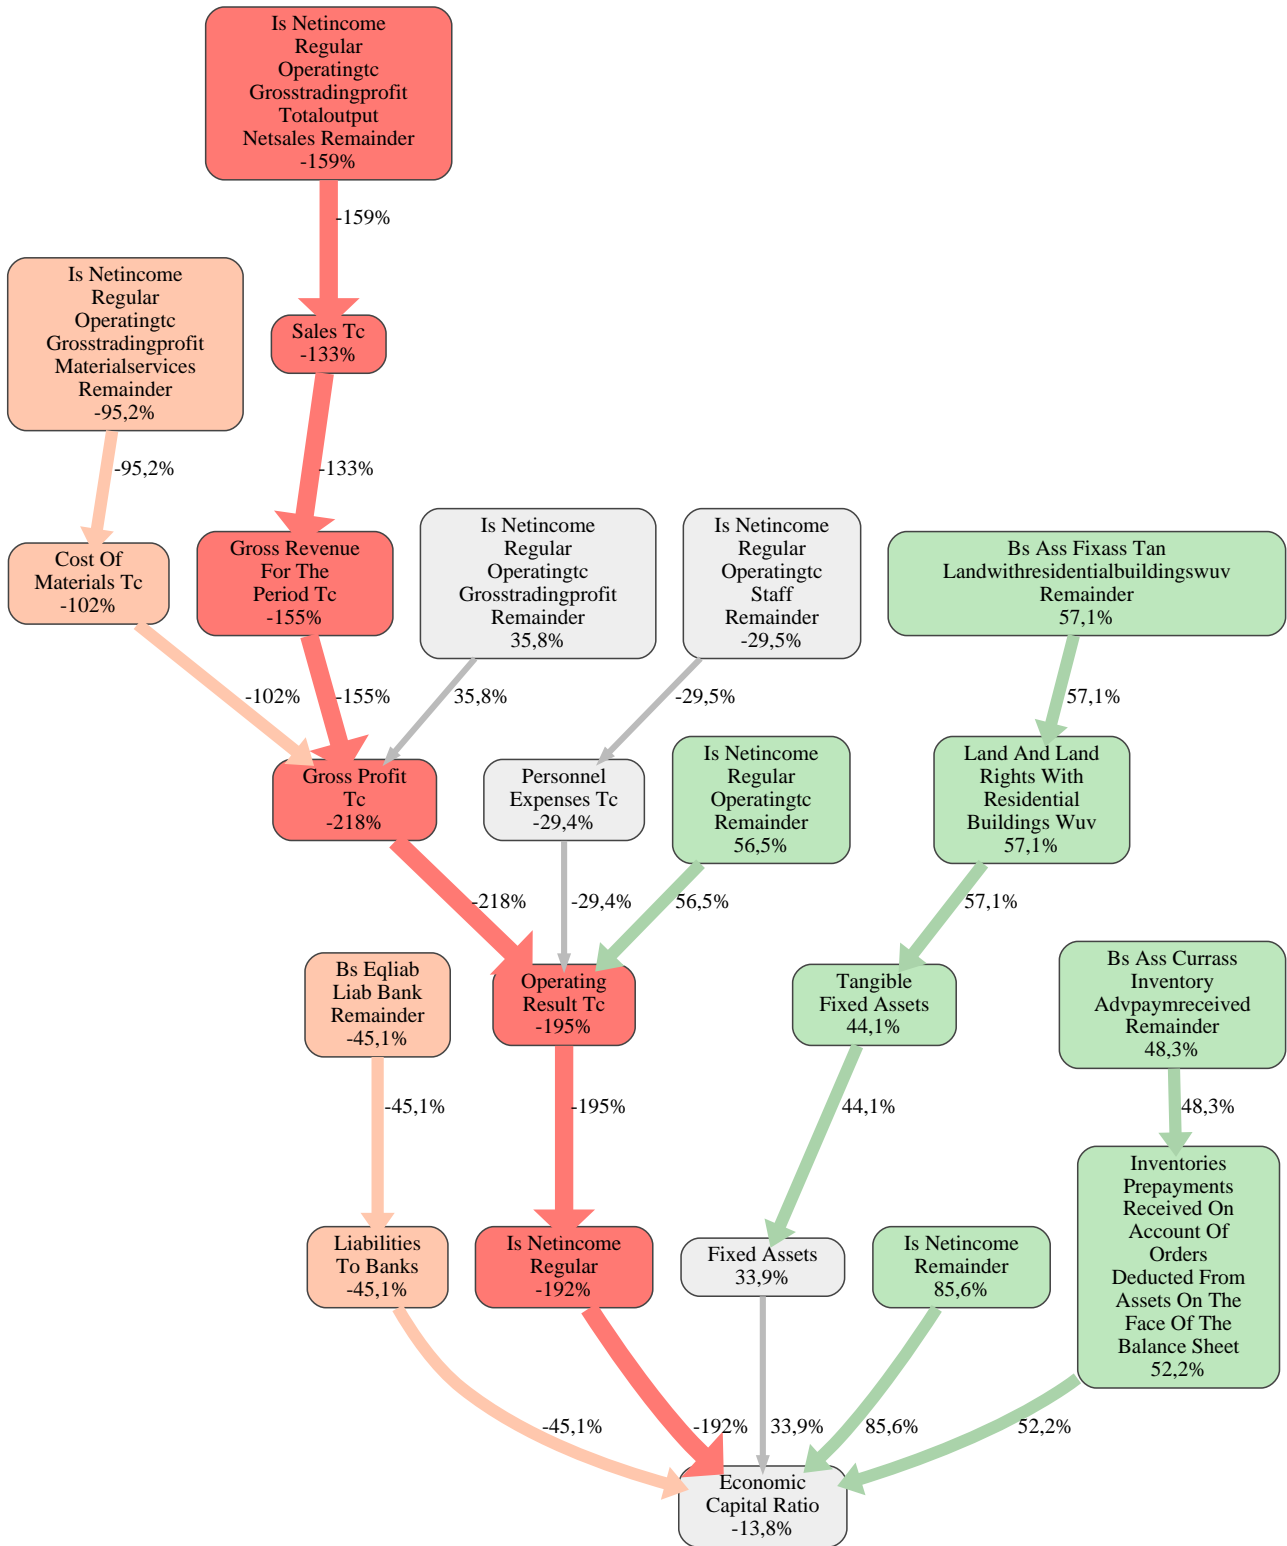 Is Netincome
Regular
Operatingtc
Grosstradingprofit
Totaloutput
Netsales Remainder
-159%
-159%
Is Netincome
Regular
Operatingtc
Grosstradingprofit
Materialservices
Remainder
-95,2%
Sales Tc
-133%
-95,2%
-133%
Cost Of
Materials Tc
-102%
Gross Revenue
For The
Period Tc
-155%
Is Netincome
Regular
Operatingtc
Grosstradingprofit
Remainder
35,8%
Is Netincome
Regular
Operatingtc
Staff
Remainder
-29,5%
Bs Ass Fixass Tan
Landwithresidentialbuildingswuv
Remainder
57,1%
-102%
-155%
35,8%
-29,5%
57,1%
Gross Profit
Tc
-218%
Personnel
Expenses Tc
-29,4%
Is Netincome
Regular
Operatingtc
Remainder
56,5%
Land And Land
Rights With
Residential
Buildings Wuv
57,1%
-218%
-29,4%
56,5%
57,1%
Bs Eqliab
Liab Bank
Remainder
-45,1%
Operating
Result Tc
-195%
Tangible
Fixed Assets
44,1%
Bs Ass Currass
Inventory
Advpaymreceived
Remainder
48,3%
-45,1%
-195%
44,1%
48,3%
Liabilities
To Banks
-45,1%
Is Netincome
Regular
-192%
Fixed Assets
33,9%
Is Netincome
Remainder
85,6%
Inventories
Prepayments
Received On
Account Of
Orders
Deducted From
Assets On The
Face Of The
Balance Sheet
52,2%
-45,1%
-192%
33,9%
85,6%
52,2%
Economic
Capital Ratio
-13,8%